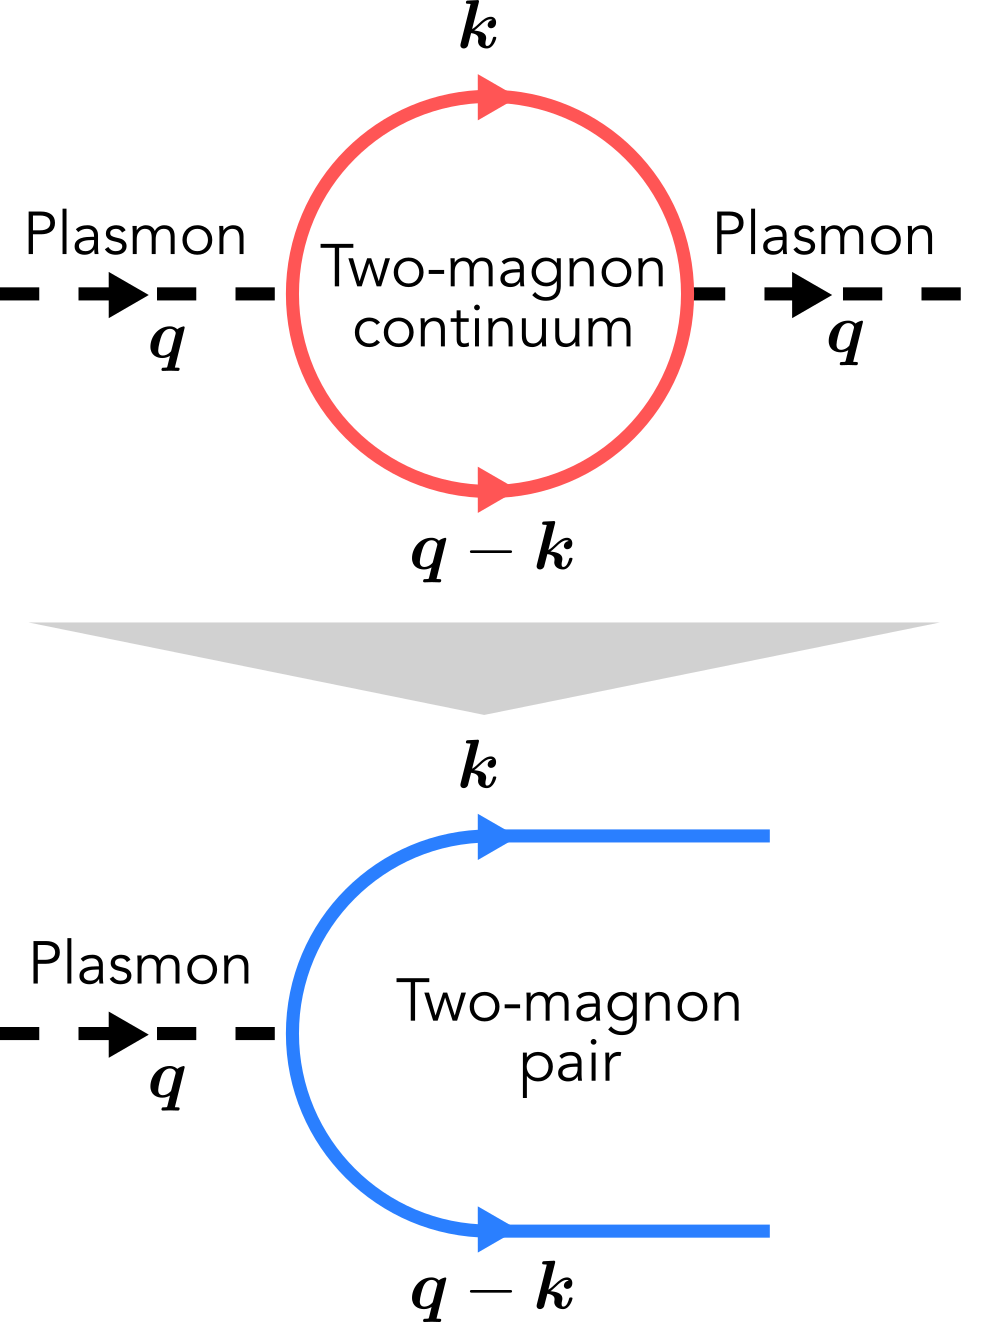 k
Plasmon
Plasmon
Two-magnon
continuum
q
q
q − k
k
Plasmon
Two-magnon
pair
q
q − k